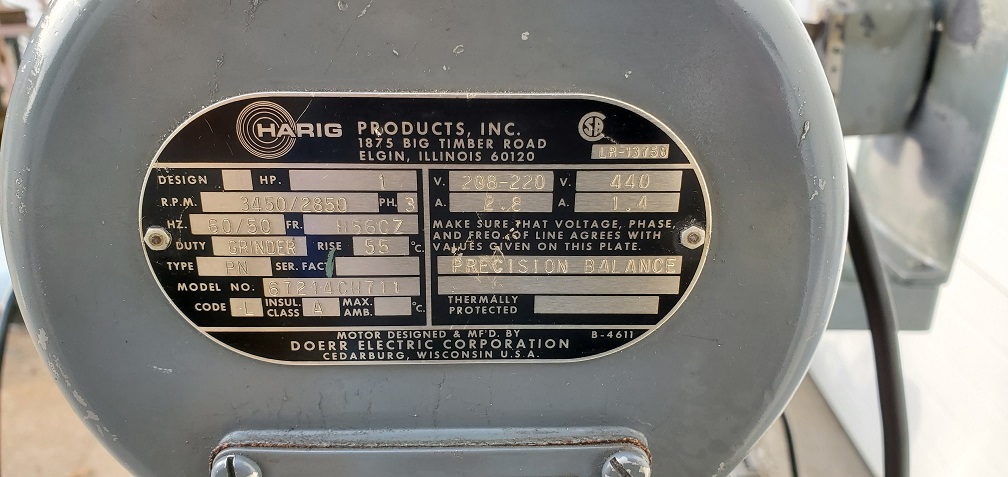 HARIG PRODUCTS, INC.
1875 BIG TIMBER ROAD
ELGIN, ILLINOIS 60120
LR-13758
DESIGN HP. 1
R.P.M. 3450/2850 PH. 3
HZ. 60/50 FR. H56CZ
DUTY GRINDER RISE 55 °C.
TYPE PN SER. FACT.
MODEL NO.
CODE L INSUL. CLASS A MAX. AMB. °C.
V. 208-220 V. 440
A. 2.8 A. 1.4
MAKE SURE THAT VOLTAGE, PHASE,
AND FREQ. OF LINE AGREES WITH
VALUES GIVEN ON THIS PLATE.
PRECISION BALANCE
THERMALLY
PROTECTED
MOTOR DESIGNED & MF'D. BY
B-4611
DOERR ELECTRIC CORPORATION
CEDARBURG, WISCONSIN U.S.A.